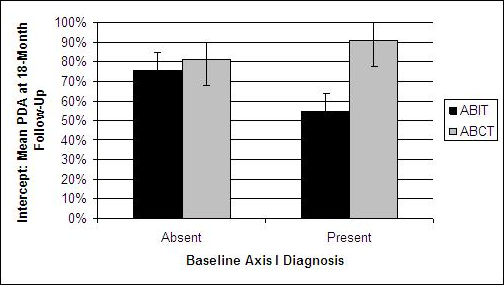 Intercept: Mean PDA at 18-Month
Follow-Up
100%
90%
80%
70%
60%
50%
40%
30%
20%
10%
0%
Absent
Present
Baseline Axis I Diagnosis
ABIT
ABCT